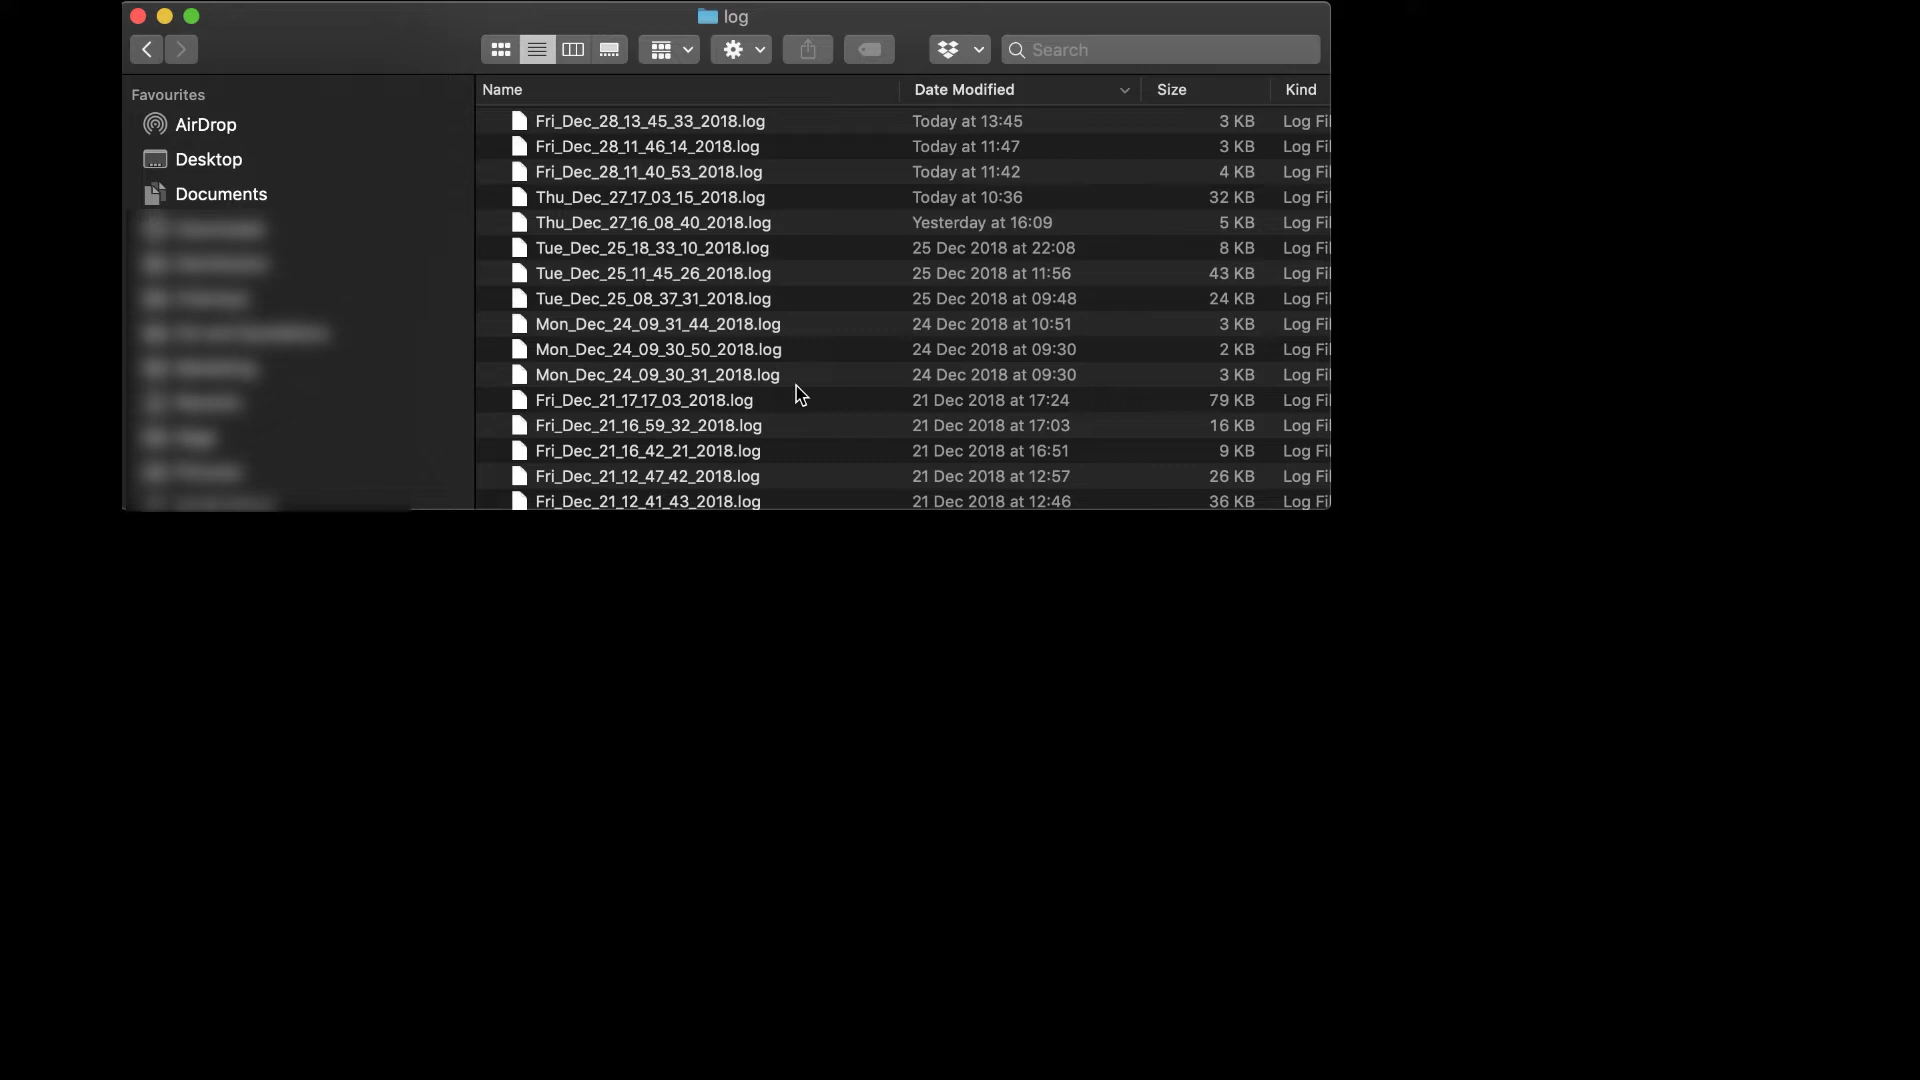 log
Search
Favourites
AirDrop
Desktop
Documents
Name Date Modified Size Kind
Fri_Dec_28_13_45_33_2018.log Today at 13:45 3 KB Log Fil
Fri_Dec_28_11_46_14_2018.log Today at 11:47 3 KB Log Fil
Fri_Dec_28_11_40_53_2018.log Today at 11:42 4 KB Log Fil
Thu_Dec_27_17_03_15_2018.log Today at 10:36 32 KB Log Fil
Thu_Dec_27_16_08_40_2018.log Yesterday at 16:09 5 KB Log Fil
Tue_Dec_25_18_33_10_2018.log 25 Dec 2018 at 22:08 8 KB Log Fil
Tue_Dec_25_11_45_26_2018.log 25 Dec 2018 at 11:56 43 KB Log Fil
Tue_Dec_25_08_37_31_2018.log 25 Dec 2018 at 09:48 24 KB Log Fil
Mon_Dec_24_09_31_44_2018.log 24 Dec 2018 at 10:51 3 KB Log Fil
Mon_Dec_24_09_30_50_2018.log 24 Dec 2018 at 09:30 2 KB Log Fil
Mon_Dec_24_09_30_31_2018.log 24 Dec 2018 at 09:30 3 KB Log Fil
Fri_Dec_21_17_17_03_2018.log 21 Dec 2018 at 17:24 79 KB Log Fil
Fri_Dec_21_16_59_32_2018.log 21 Dec 2018 at 17:03 16 KB Log Fil
Fri_Dec_21_16_42_21_2018.log 21 Dec 2018 at 16:51 9 KB Log Fil
Fri_Dec_21_12_47_42_2018.log 21 Dec 2018 at 12:57 26 KB Log Fil
Fri_Dec_21_12_41_43_2018.log 21 Dec 2018 at 12:46 36 KB Log Fil